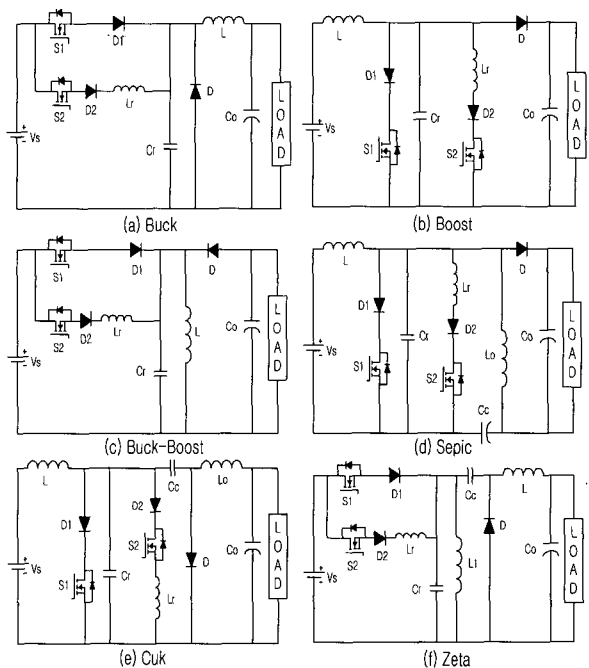 S1
D1
L
S2
D2
Lr
D
Vs
Cr
Co
LOAD
(a) Buck
L
D
D1
Lr
Cr
D2
S1
S2
Co
LOAD
(b) Boost
S1
D1
D
S2
D2
Lr
L
Vs
Cr
Co
LOAD
(c) Buck-Boost
L
D
D1
Lr
Cr
D2
Lo
Vs
S1
S2
Co
LOAD
Cc
(d) Sepic
L
Cc
Lo
D1
D2
S2
Vs
S1
Cr
Lr
D
Co
LOAD
(e) Cuk
S1
D1
Cc
L
S2
D2
Lr
D
Vs
Cr
L1
Co
LOAD
(f) Zeta